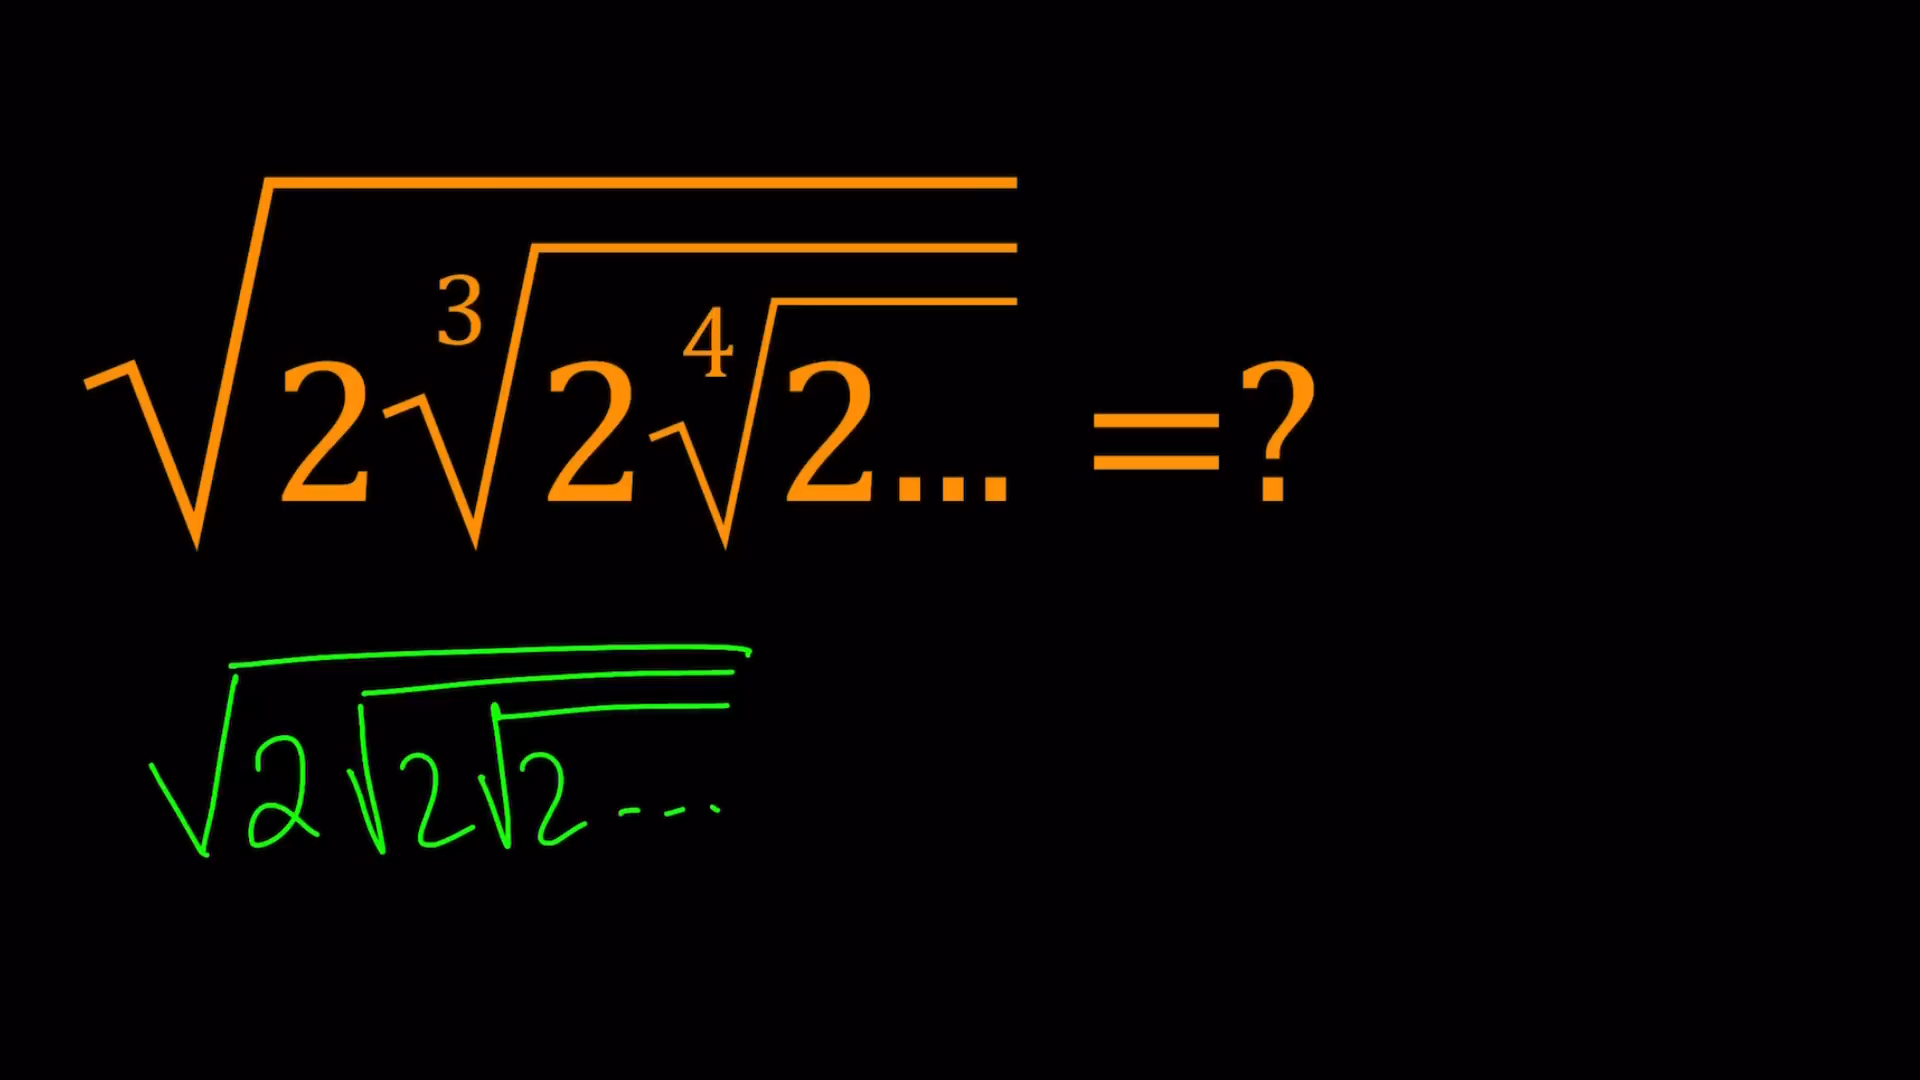 √2 ∛2 ∜2... =?
√2 √2 √2 ...